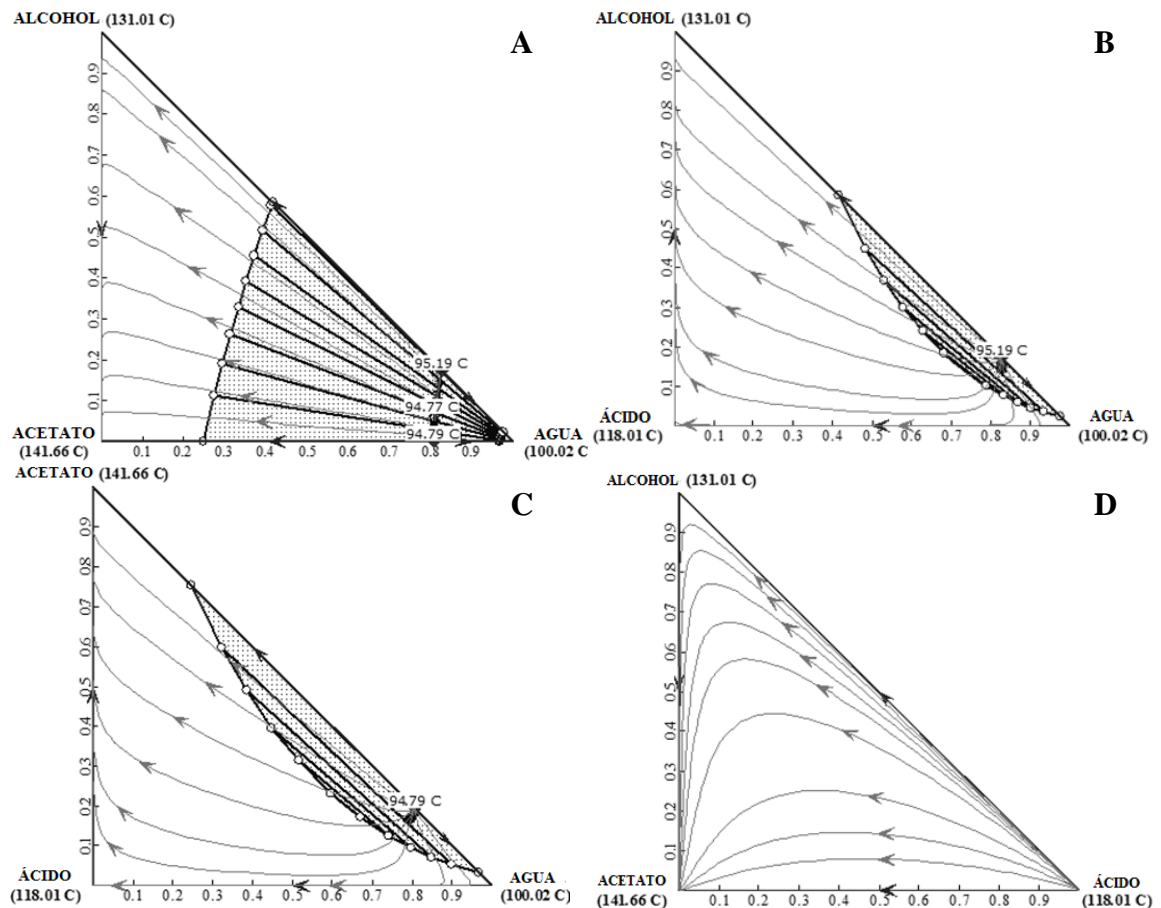 ALCOHOL (131.01 C)
A
0.9
0.8
0.7
0.6
0.5
0.4
0.3
0.2
0.1
95.19 C
94.77 C
94.79 C
ACETATO
(141.66 C)
0.1 0.2 0.3 0.4 0.5 0.6 0.7 0.8 0.9
AGUA
(100.02 C
ALCOHOL (131.01 C)
B
0.9
0.8
0.7
0.6
0.5
0.4
0.3
0.2
0.1
95.19 C
ÁCIDO
(118.01 C)
0.1 0.2 0.3 0.4 0.5 0.6 0.7 0.8 0.9
AGUA
(100.02 C)
ACETATO (141.66 C)
C
0.9
0.8
0.7
0.6
0.5
0.4
0.3
0.2
0.1
94.79 C
ÁCIDO
(118.01 C)
0.1 0.2 0.3 0.4 0.5 0.6 0.7 0.8 0.9
AGUA
(100.02 C)
ALCOHOL (131.01 C)
D
0.9
0.8
0.7
0.6
0.5
0.4
0.3
0.2
0.1
ACETATO
(141.66 C)
0.1 0.2 0.3 0.4 0.5 0.6 0.7 0.8 0.9
ÁCIDO
(118.01 C)